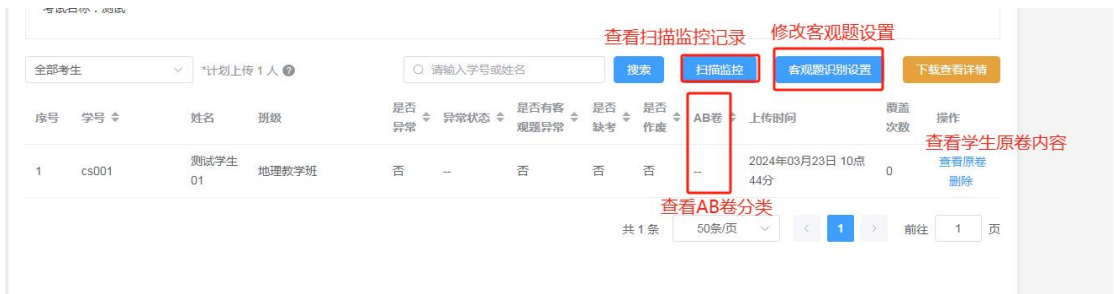 考试名称：测试
查看扫描监控记录 修改客观题设置
全部考生 *计划上传 1 人 请输入学号或姓名 搜索 扫描监控 客观题识别设置 下载查看详情
序号 学号 姓名 班级 是否异常 异常状态 是否有客观题异常 是否缺考 是否作废 AB卷 上传时间 覆盖次数 操作
查看学生原卷内容
1 cs001 测试学生01 地理教学班 否 -- 否 否 否 -- 2024年03月23日 10点44分 0 查看原卷
删除
查看AB卷分类
共 1 条 50条/页 < 1 > 前往 1 页